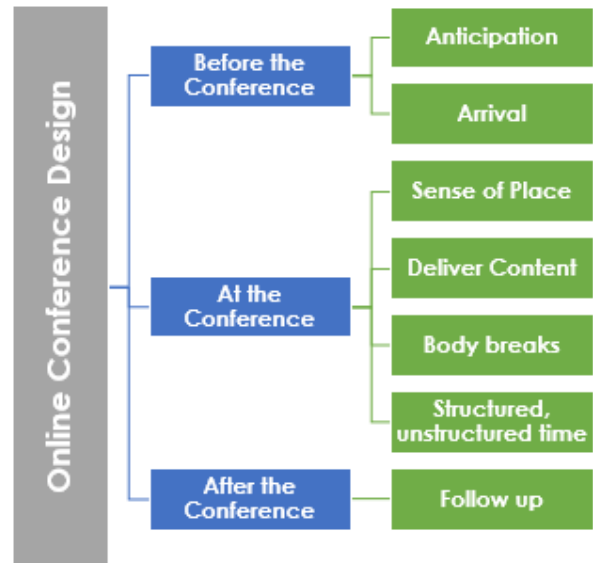 Online Conference Design
Before the
Conference
Anticipation
Arrival
At the
Conference
Sense of Place
Deliver Content
Body breaks
Structured,
unstructured time
After the
Conference
Follow up